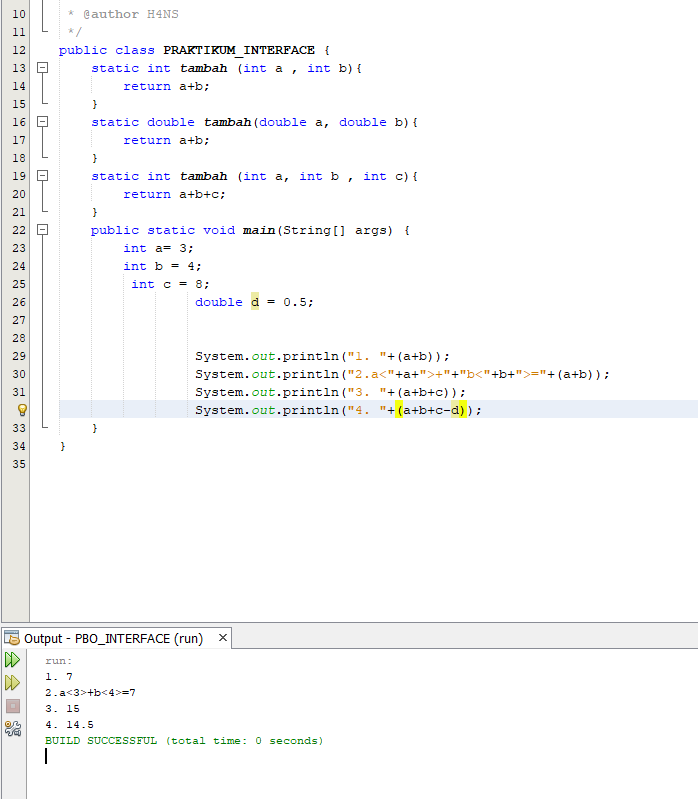 10 * @author H4NS
11 */
12 public class PRAKTIKUM_INTERFACE {
13 static int tambah (int a , int b){
14 return a+b;
15 }
16 static double tambah(double a, double b){
17 return a+b;
18 }
19 static int tambah (int a, int b , int c){
20 return a+b+c;
21 }
22 public static void main(String[] args) {
23 int a= 3;
24 int b = 4;
25 int c = 8;
26 double d = 0.5;
27
28
29 System.out.println("1. "+(a+b));
30 System.out.println("2.a<"+a+">+"+"b<"+b+">="+(a+b));
31 System.out.println("3. "+(a+b+c));
System.out.println("4. "+(a+b+c-d));
33 }
34 }
35
Output - PBO_INTERFACE (run) ×
run:
1. 7
2.a<3>+b<4>=7
3. 15
4. 14.5
BUILD SUCCESSFUL (total time: 0 seconds)